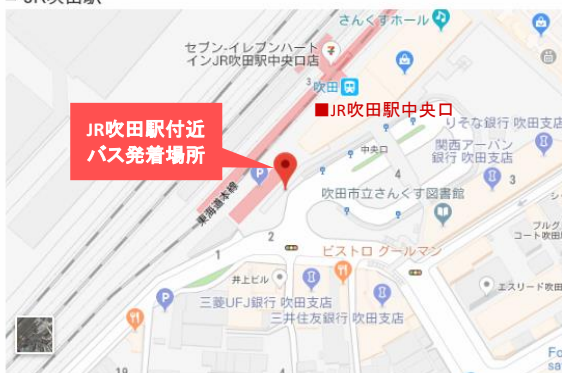 JR吹田駅
さんくすホール
セブン-イレブンハート
インJR吹田駅中央口店
3
吹田
■JR吹田駅中央口
JR吹田駅付近
バス発着場所
りそな銀行 吹田支店
中央口
関西アーバン
銀行 吹田支店
3
4
吹田市立さんくす図書館
東海道本線
P
2
1
ビストロ グールマン
コート吹田
井上ビル
エスリード吹田
P
三菱UFJ銀行 吹田支店
三井住友銀行 吹田支店
19
4
Fo